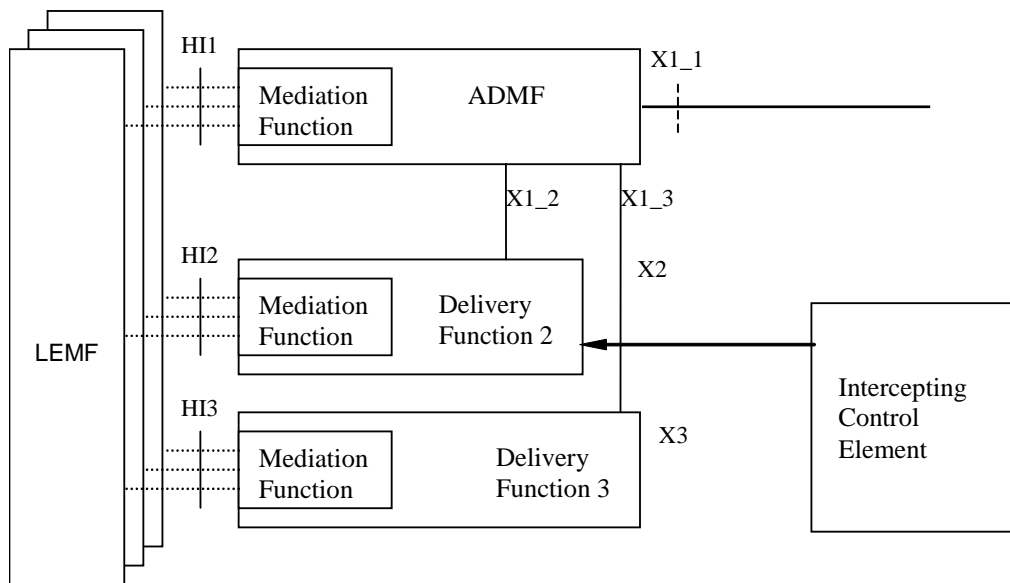 HI1
X1_1
Mediation
Function
ADMF
X1_2
X1_3
HI2
X2
Mediation
Function
Delivery
Function 2
LEMF
Intercepting
Control
Element
HI3
X3
Mediation
Function
Delivery
Function 3